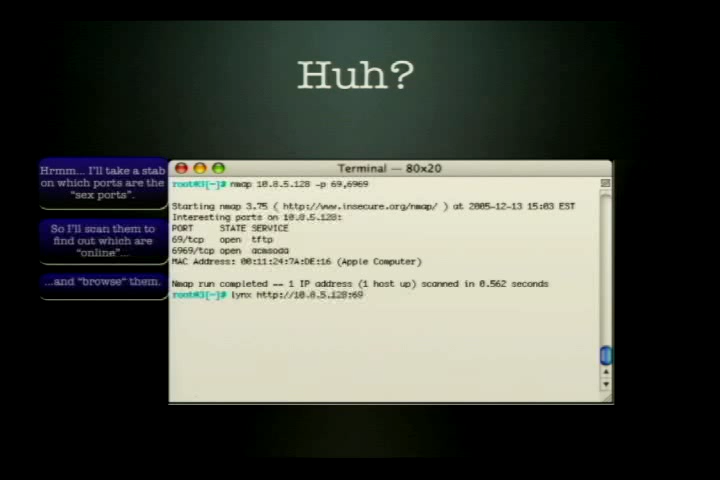 Huh?
Hrmm... I'll take a stab
on which ports are the
"sex ports".
So I'll scan them to
find out which are
"online"...
...and "browse" them.
Terminal — 80x20
root@3[~]# nmap 10.0.5.128 -p 69,6969
Starting nmap 3.75 ( http://www.insecure.org/nmap/ ) at 2005-12-13 15:03 EST
Interesting ports on 10.0.5.128:
PORT STATE SERVICE
69/tcp open tftp
6969/tcp open acmsoda
MAC Address: 00:11:24:7A:DE:16 (Apple Computer)
Nmap run completed -- 1 IP address (1 host up) scanned in 0.562 seconds
root@3[~]# lynx http://10.0.5.128:69